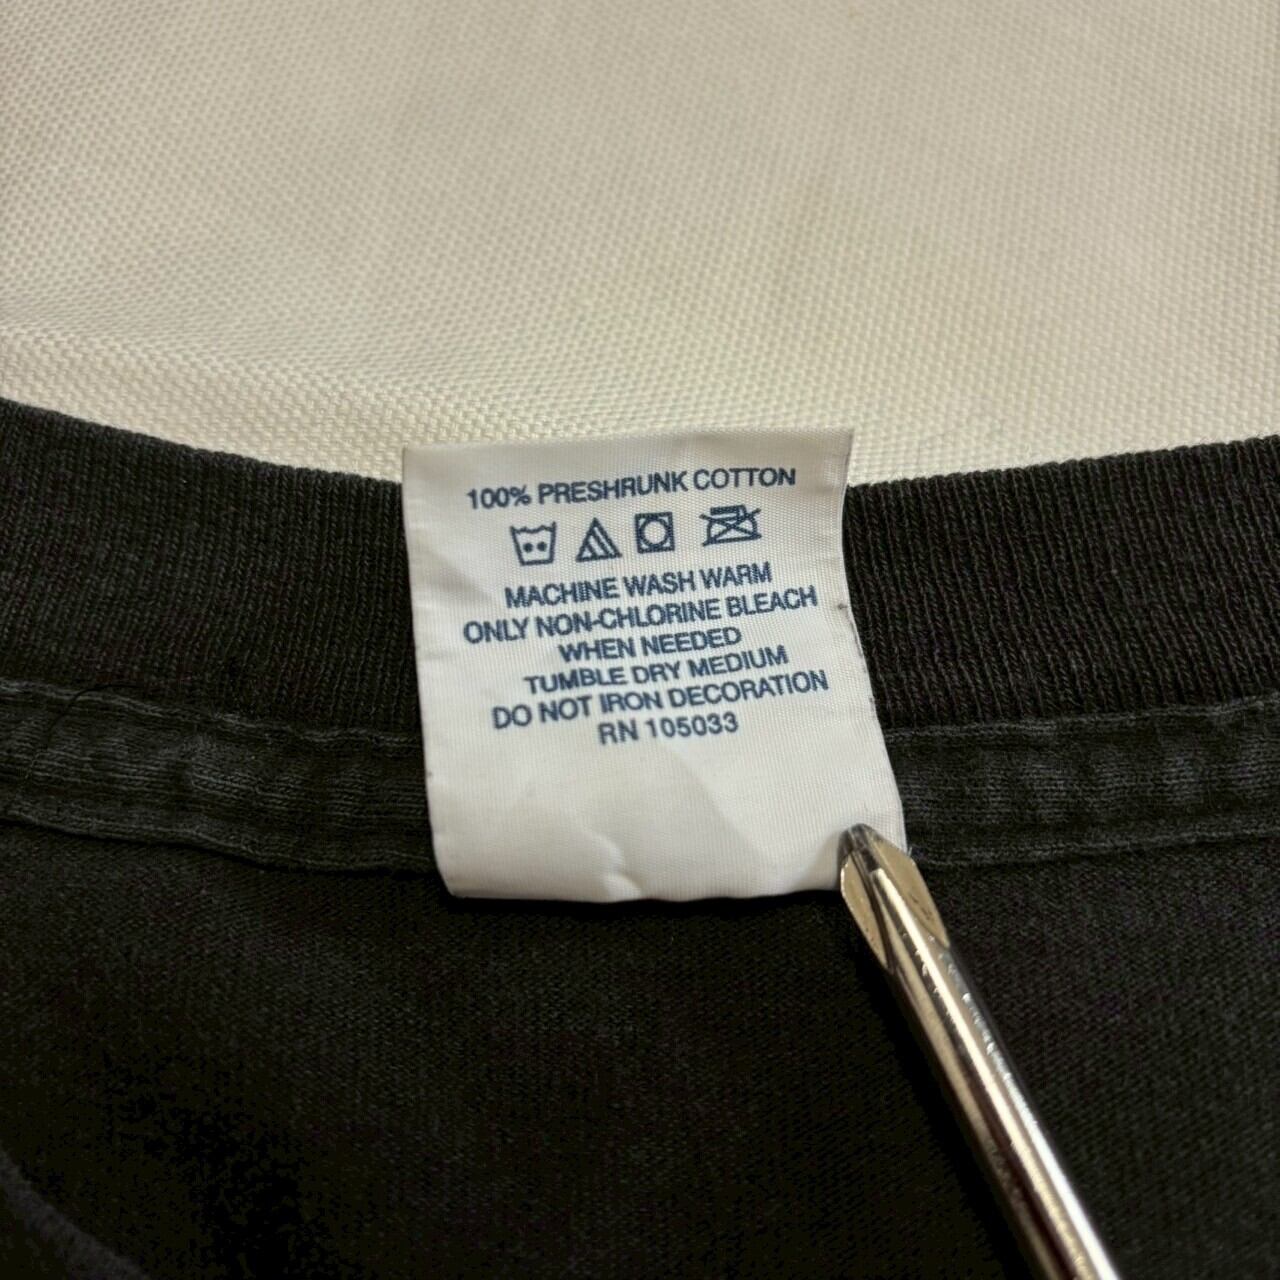 100% PRESHRUNK COTTON
MACHINE WASH WARM
ONLY NON-CHLORINE BLEACH
WHEN NEEDED
TUMBLE DRY MEDIUM
DO NOT IRON DECORATION
RN 105033